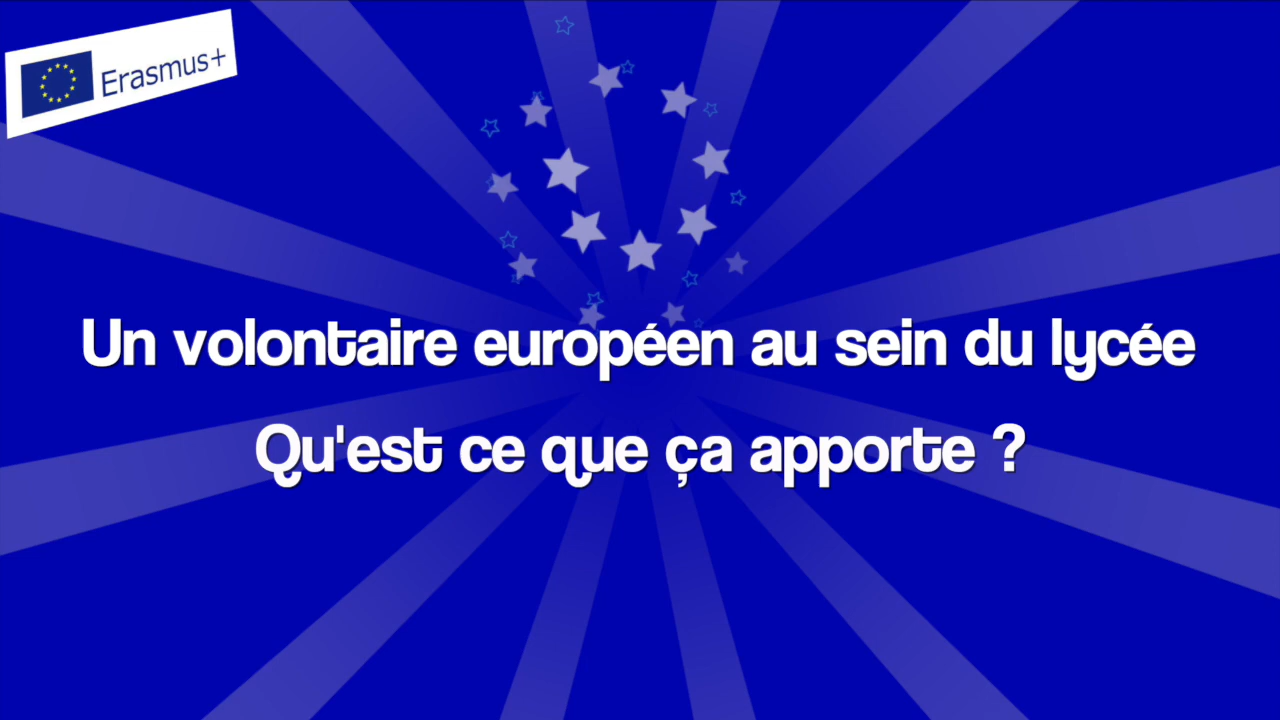 Erasmus+
Un volontaire européen au sein du lycée
Qu'est ce que ça apporte ?